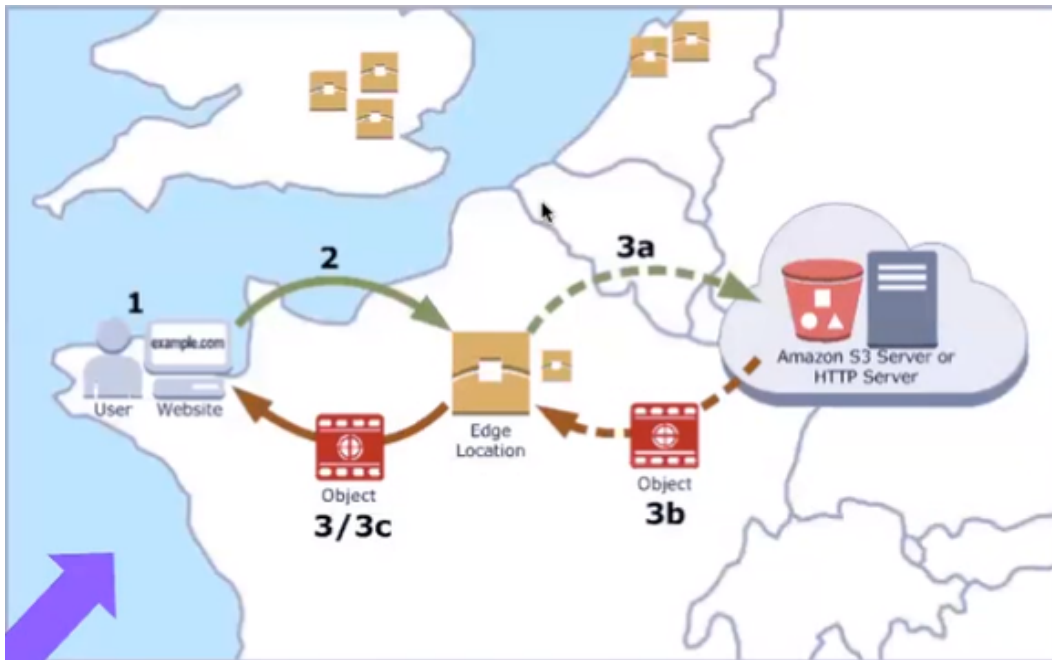 1
2
3a
example.com
User
Website
Edge
Location
Amazon S3 Server or
HTTP Server
Object
3/3c
Object
3b